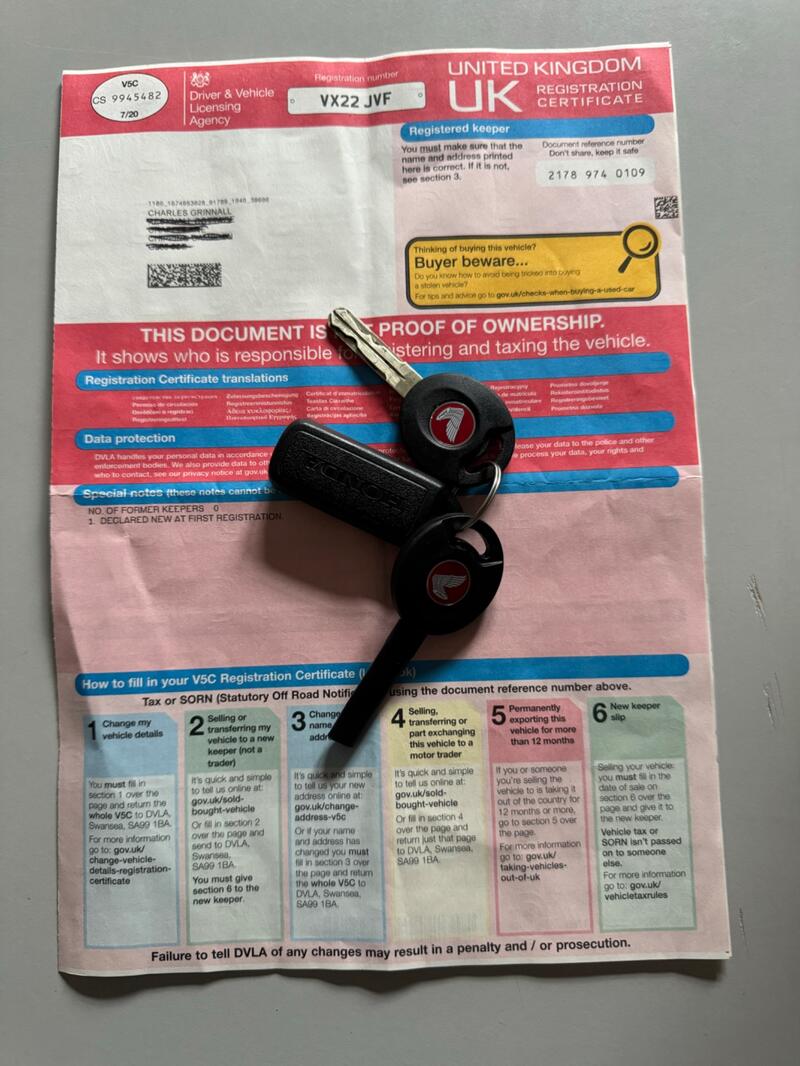 V5C
CS 9945482
7/20
Driver & Vehicle
Licensing
Agency
Registration number
VX22 JVF
UNITED KINGDOM
UK REGISTRATION
CERTIFICATE
Registered keeper
You must make sure that the
name and address printed
here is correct. If it is not,
see section 3.
Document reference number
Don't share, keep it safe
2178 974 0109
CHARLES GRINNALL
Thinking of buying this vehicle?
Buyer beware...
Do you know how to avoid being tricked into buying
a stolen vehicle?
For tips and advice go to gov.uk/checks-when-buying-a-used-car
THIS DOCUMENT IS PROOF OF OWNERSHIP.
It shows who is responsible for registering and taxing the vehicle.
Registration Certificate translations
Permiso de circulación
Carta di circolazione
Prometno dovoljenje
Data protection
DVLA handles your personal data in accordance
enforcement bodies. We also provide data to
who to contact, see our privacy notice at gov.uk
your data to the police and other
process your data, your rights and
Special notes (these notes cannot be
NO. OF FORMER KEEPERS 0
1. DECLARED NEW AT FIRST REGISTRATION.
HONDA
How to fill in your V5C Registration Certificate
Tax or SORN (Statutory Off Road using the document reference number above.
1 Change my
vehicle details
You must fill in
section 1 over the
page and return the
whole V5C to DVLA,
Swansea, SA99 1BA.
For more information
go to: gov.uk/
change-vehicle-
details-registration-
certificate
2 Selling or
transferring my
vehicle to a new
keeper (not a
trader)
It's quick and simple
to tell us online at:
gov.uk/sold-
bought-vehicle
Or fill in section 2
over the page and
send to DVLA,
Swansea,
SA99 1BA.
You must give
section 6 to the
new keeper.
3 Change
name
It's quick and simple
to tell us your new
address online at:
gov.uk/change-
address-v5c
Or if your name
and address has
changed you must
fill in section 3 over
the page and return
the whole V5C to
DVLA, Swansea,
SA99 1BA.
4 Selling,
transferring or
part exchanging
this vehicle to a
motor trader
It's quick and simple
to tell us online at:
gov.uk/sold-
bought-vehicle
Or fill in section 4
over the page and
return just that page
to DVLA, Swansea,
SA99 1BA.
5 Permanently
exporting this
vehicle for more
than 12 months
If you or someone
you're selling the
vehicle to is taking it
out of the country for
12 months or more,
go to section 5 over
the page.
For more information
go to: gov.uk/
taking-vehicles-
out-of-uk
6 New keeper
slip
Selling your vehicle:
you must fill in the
date of sale on
section 6 over the
page and give it to
the new keeper.
Vehicle tax or
SORN isn't passed
on to someone
else.
For more information
go to: gov.uk/
vehicletaxrules
Failure to tell DVLA of any changes may result in a penalty and / or prosecution.